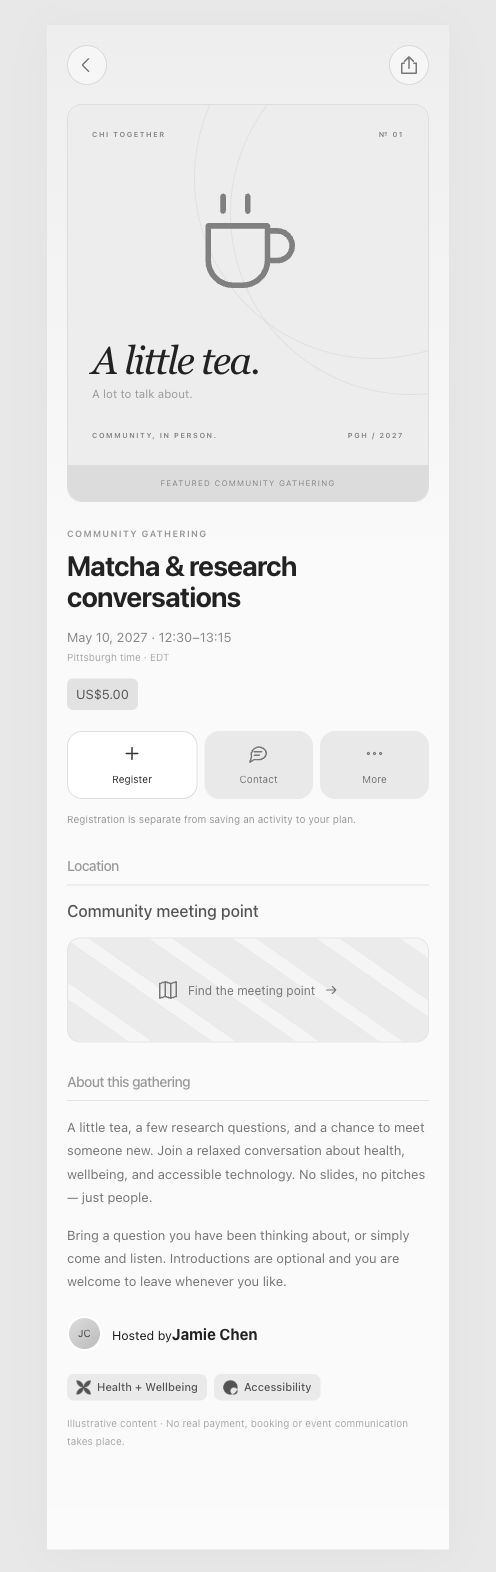 CHI TOGETHER
Nº 01
A little tea.
A lot to talk about.
COMMUNITY, IN PERSON.
PGH / 2027
FEATURED COMMUNITY GATHERING
COMMUNITY GATHERING
Matcha & research
conversations
May 10, 2027 · 12:30–13:15
Pittsburgh time · EDT
US$5.00
Register
Contact
More
Registration is separate from saving an activity to your plan.
Location
Community meeting point
Find the meeting point →
About this gathering
A little tea, a few research questions, and a chance to meet
someone new. Join a relaxed conversation about health,
wellbeing, and accessible technology. No slides, no pitches
— just people.
Bring a question you have been thinking about, or simply
come and listen. Introductions are optional and you are
welcome to leave whenever you like.
JC
Hosted byJamie Chen
Health + Wellbeing
Accessibility
Illustrative content · No real payment, booking or event communication
takes place.